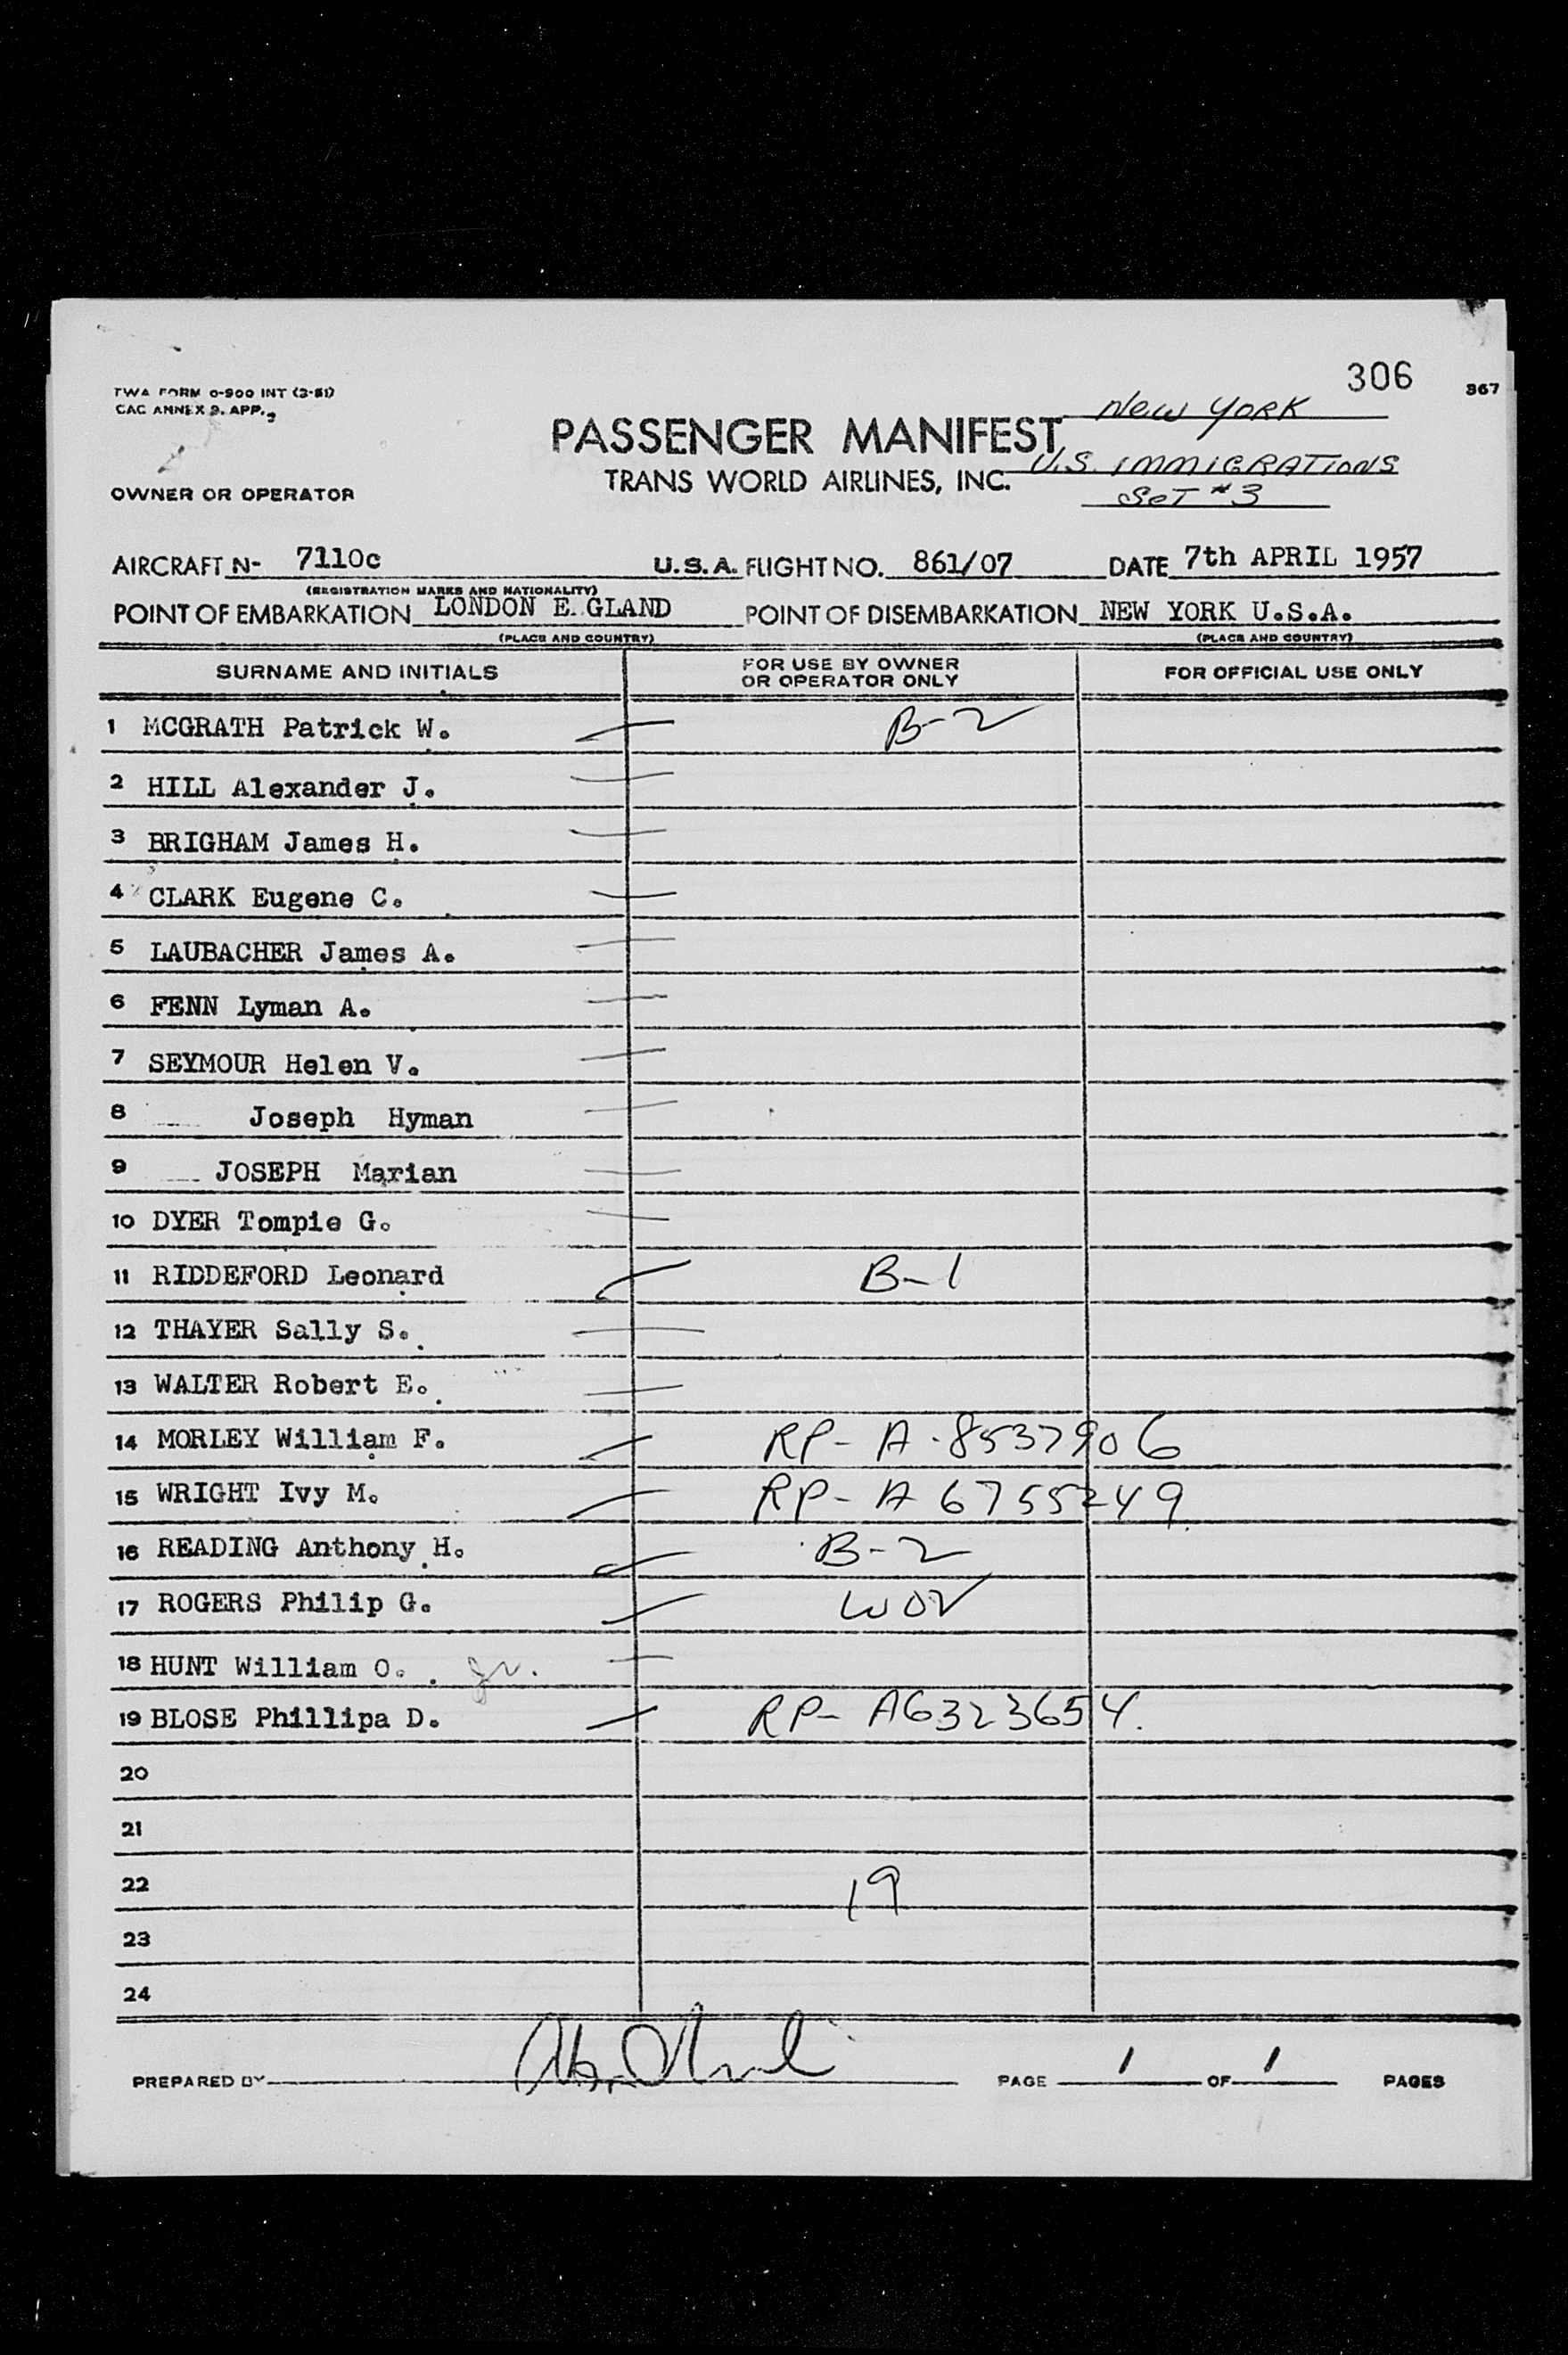 306
867
TWA FORM 0-900 INT (3-51)
CAC ANNEX 9. APP. 2
New York
PASSENGER MANIFEST
U.S. Immigrations
TRANS WORLD AIRLINES, INC.
Set #3
OWNER OR OPERATOR
AIRCRAFT N- 7110c U.S.A. FLIGHT NO. 861/07 DATE 7th APRIL 1957
(REGISTRATION MARKS AND NATIONALITY)
POINT OF EMBARKATION LONDON E.GLAND POINT OF DISEMBARKATION NEW YORK U.S.A.
(PLACE AND COUNTRY) (PLACE AND COUNTRY)
SURNAME AND INITIALS FOR USE BY OWNER OR OPERATOR ONLY FOR OFFICIAL USE ONLY
1 MCGRATH Patrick W. B-2
2 HILL Alexander J.
3 BRIGHAM James H.
4 CLARK Eugene C.
5 LAUBACHER James A.
6 FENN Lyman A.
7 SEYMOUR Helen V.
8 Joseph Hyman
9 JOSEPH Marian
10 DYER Tompie G.
11 RIDDEFORD Leonard B-1
12 THAYER Sally S.
13 WALTER Robert E.
14 MORLEY William F. RP- A-8537906
15 WRIGHT Ivy M. RP- A 6755249
16 READING Anthony H. B-2
17 ROGERS Philip G. WOV
18 HUNT William O. Jr.
19 BLOSE Phillipa D. RP- A6323654.
20
21
22 19
23
24
PREPARED BY PAGE 1 OF 1 PAGES